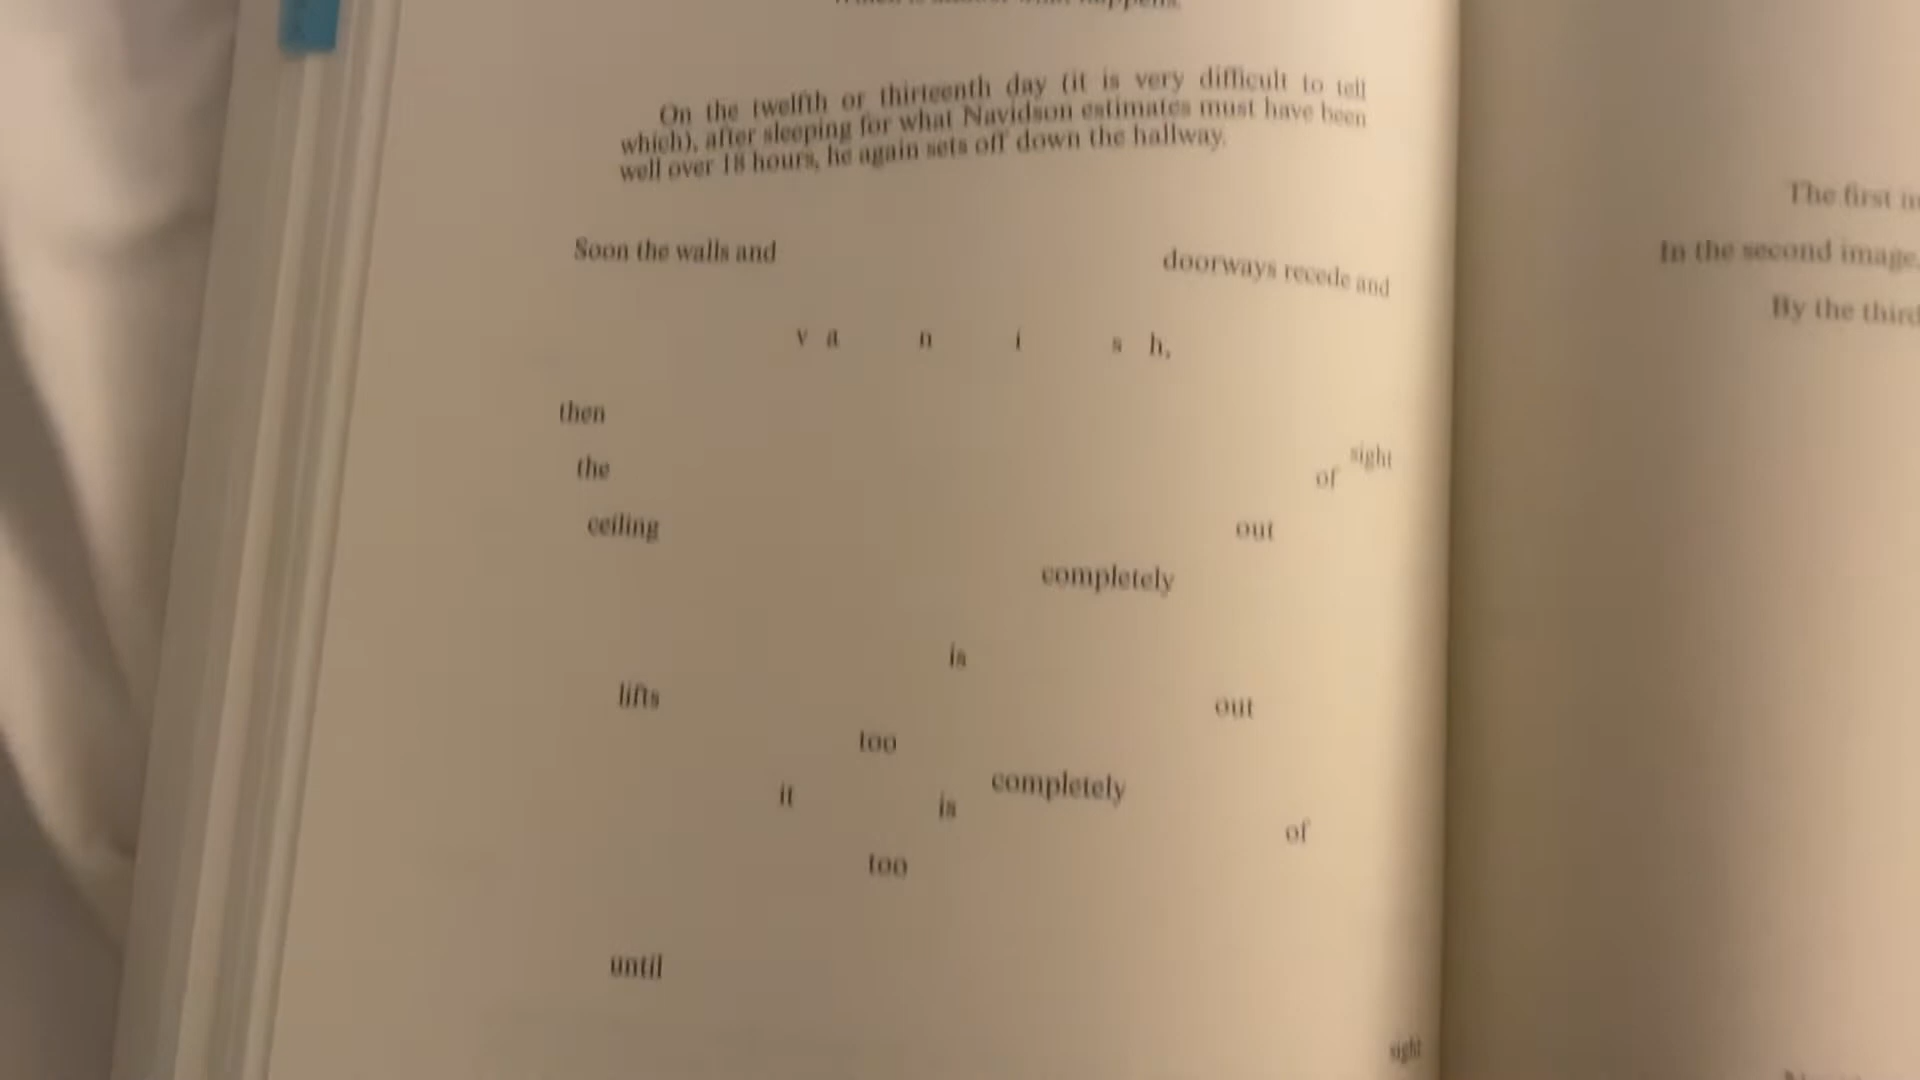 On the twelfth or thirteenth day (it is very difficult to tell
which), after sleeping for what Navidson estimates must have been
well over 18 hours, he again sets off down the hallway.
Soon the walls and doorways recede and
v a n i s h,
then
sight
the of
ceiling out
completely
is
lifts out
too
it is completely
of
too
until
sight
The first
In the second image,
By the third